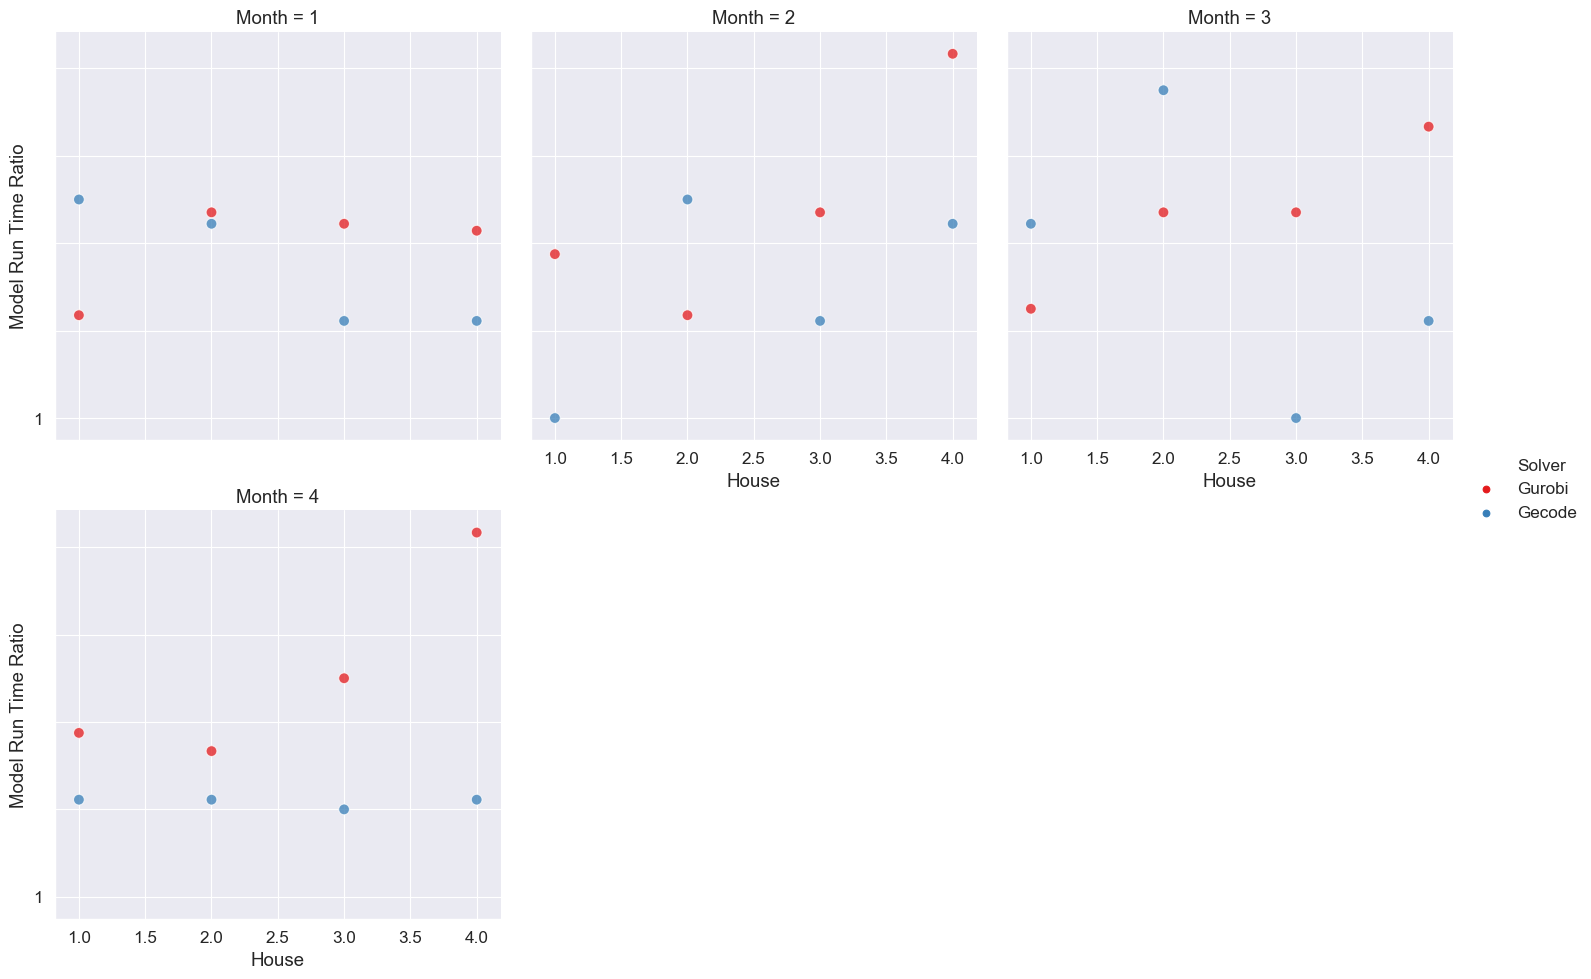 Month = 1
Month = 2
Month = 3
Model Run Time Ratio
1
1.0 1.5 2.0 2.5 3.0 3.5 4.0
House
1.0 1.5 2.0 2.5 3.0 3.5 4.0
House
Solver
Gurobi
Gecode
Month = 4
Model Run Time Ratio
1
1.0 1.5 2.0 2.5 3.0 3.5 4.0
House